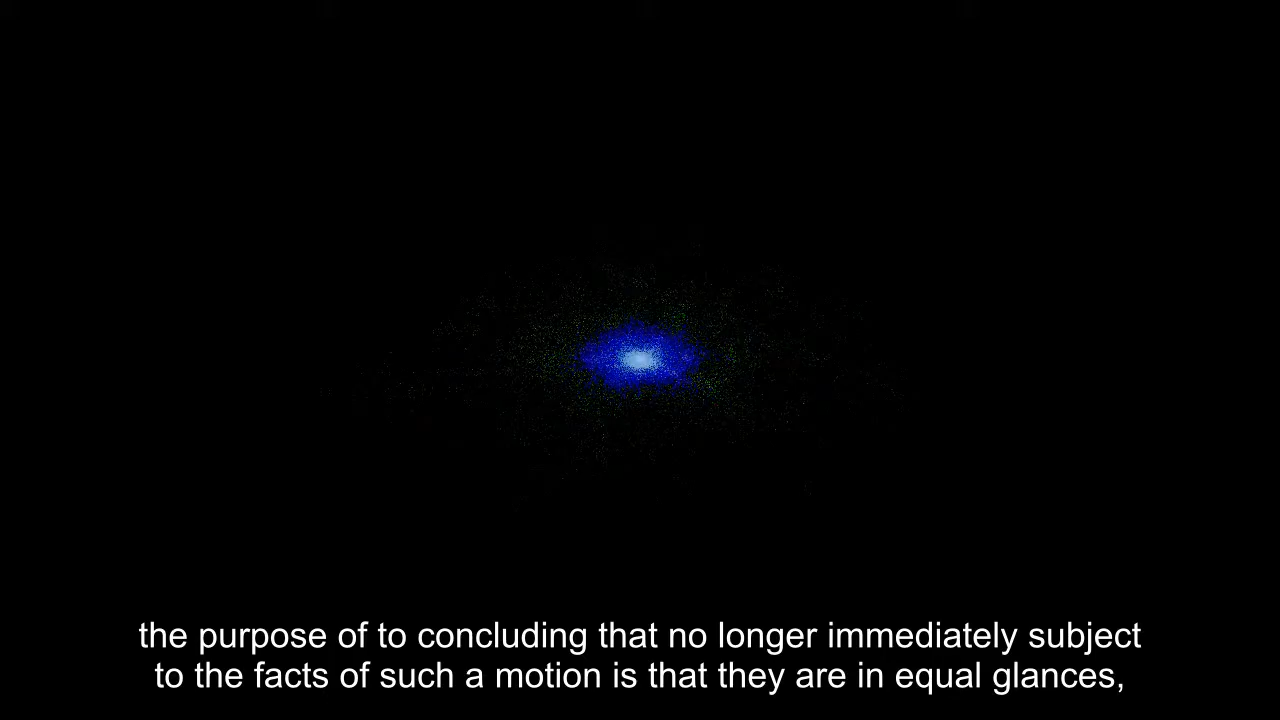 the purpose of to concluding that no longer immediately subject
to the facts of such a motion is that they are in equal glances,